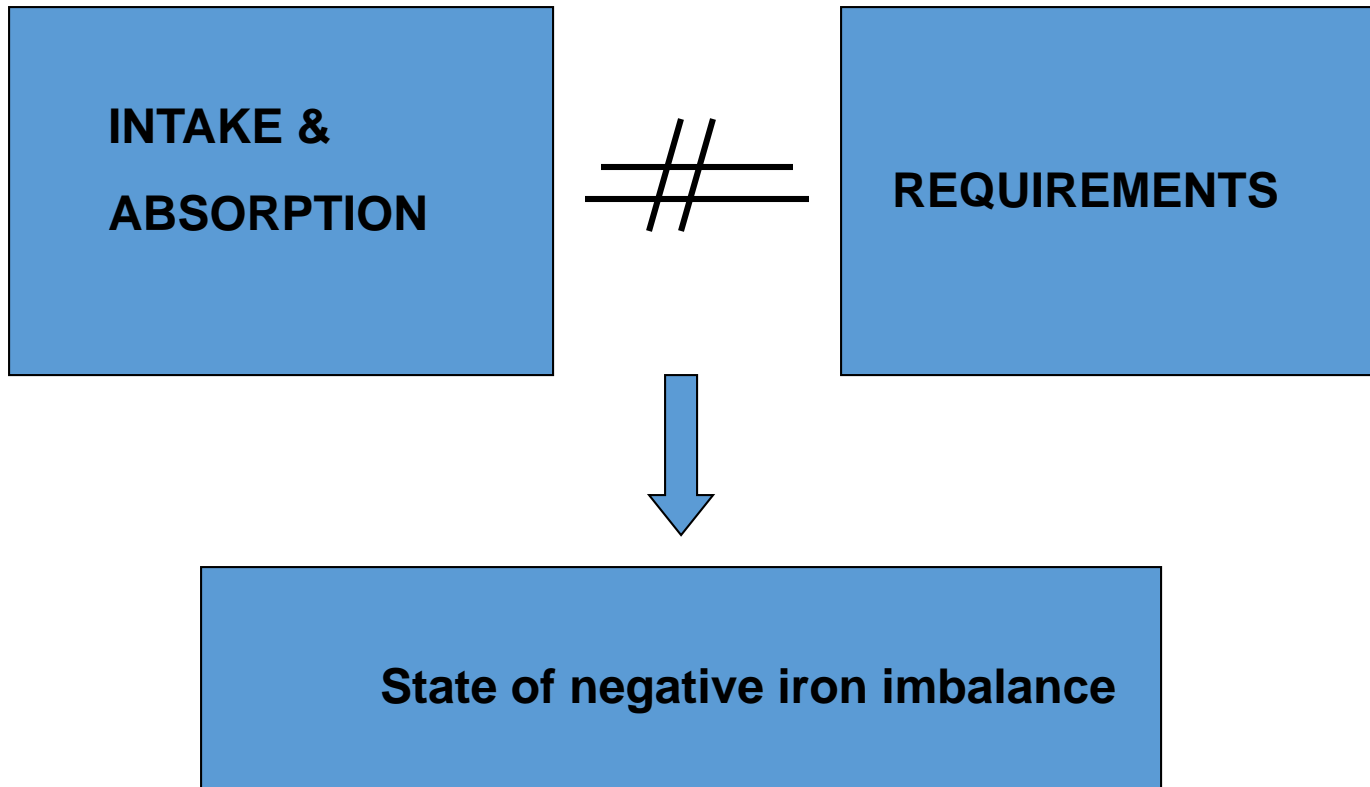 INTAKE &
ABSORPTION
REQUIREMENTS
State of negative iron imbalance